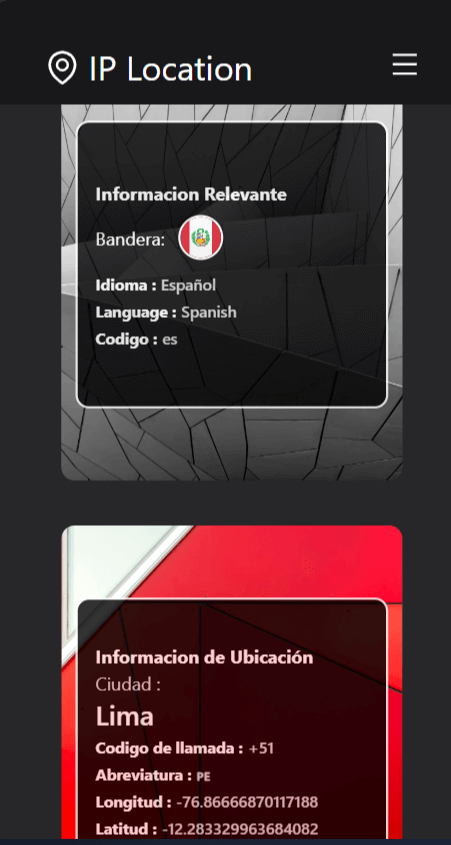 IP Location
Informacion Relevante
Bandera:
Idioma : Español
Language : Spanish
Codigo : es
Informacion de Ubicación
Ciudad :
Lima
Codigo de llamada : +51
Abreviatura : PE
Longitud : -76.86666870117188
Latitud : -12.283329963684082